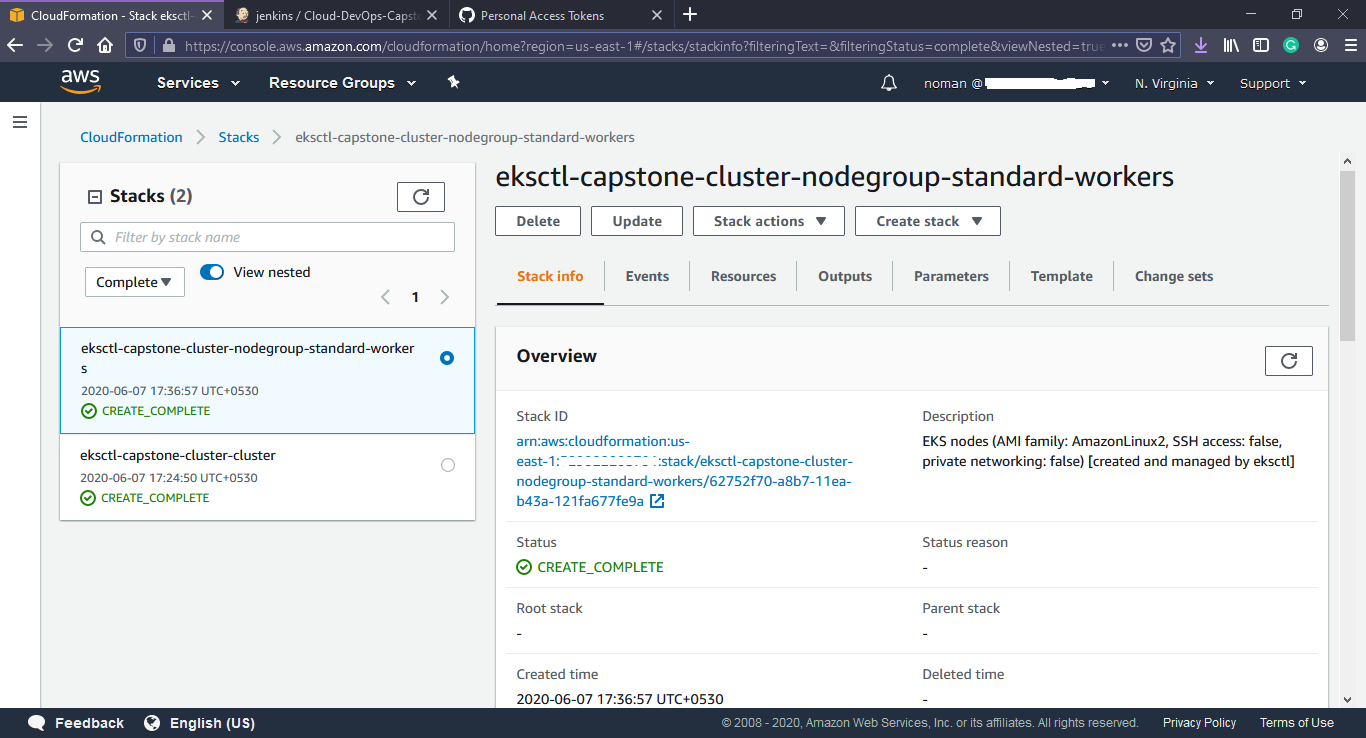 CloudFormation - Stack eksctl-
jenkins / Cloud-DevOps-Capst
Personal Access Tokens
https://console.aws.amazon.com/cloudformation/home?region=us-east-1#/stacks/stackinfo?filteringText=&filteringStatus=complete&viewNested=true
aws
Services
Resource Groups
noman @
N. Virginia
Support
CloudFormation
Stacks
eksctl-capstone-cluster-nodegroup-standard-workers
Stacks (2)
Filter by stack name
Complete
View nested
1
eksctl-capstone-cluster-nodegroup-standard-worker
s
2020-06-07 17:36:57 UTC+0530
CREATE_COMPLETE
eksctl-capstone-cluster-cluster
2020-06-07 17:24:50 UTC+0530
CREATE_COMPLETE
eksctl-capstone-cluster-nodegroup-standard-workers
Delete
Update
Stack actions
Create stack
Stack info
Events
Resources
Outputs
Parameters
Template
Change sets
Overview
Stack ID
arn:aws:cloudformation:us-
east-1: :stack/eksctl-capstone-cluster-
nodegroup-standard-workers/62752f70-a8b7-11ea-
b43a-121fa677fe9a
Description
EKS nodes (AMI family: AmazonLinux2, SSH access: false,
private networking: false) [created and managed by eksctl]
Status
CREATE_COMPLETE
Status reason
-
Root stack
-
Parent stack
-
Created time
2020-06-07 17:36:57 UTC+0530
Deleted time
-
Feedback
English (US)
© 2008 - 2020, Amazon Web Services, Inc. or its affiliates. All rights reserved.
Privacy Policy
Terms of Use